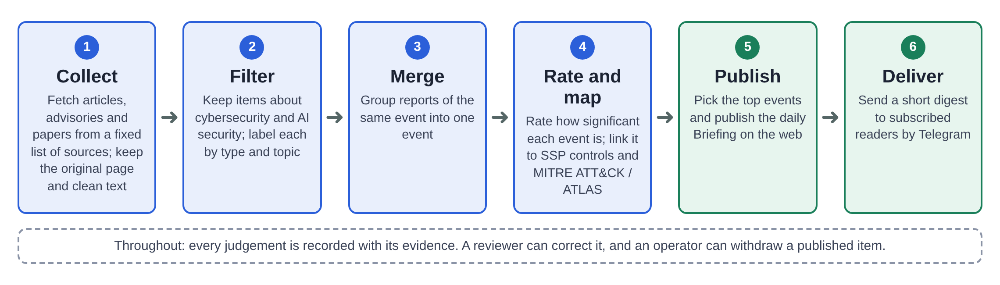 1
Collect
Fetch articles,
advisories and
papers from a fixed
list of sources; keep
the original page
and clean text
2
Filter
Keep items about
cybersecurity and AI
security; label each
by type and topic
3
Merge
Group reports of the
same event into one
event
4
Rate and
map
Rate how significant
each event is; link it
to SSP controls and
MITRE ATT&CK /
ATLAS
5
Publish
Pick the top events
and publish the daily
Briefing on the web
6
Deliver
Send a short digest
to subscribed
readers by Telegram
Throughout: every judgement is recorded with its evidence. A reviewer can correct it, and an operator can withdraw a published item.